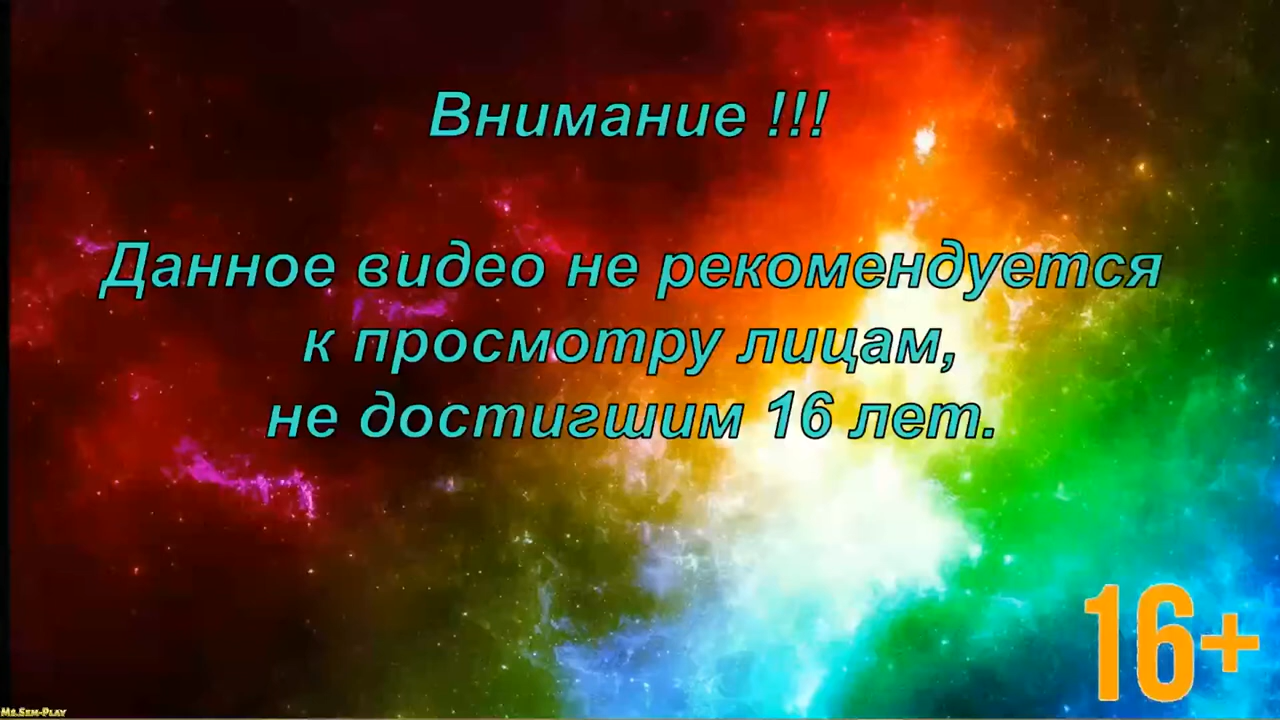 Внимание !!!
Данное видео не рекомендуется
к просмотру лицам,
не достигшим 16 лет.
16+
Ms.Sem-Play